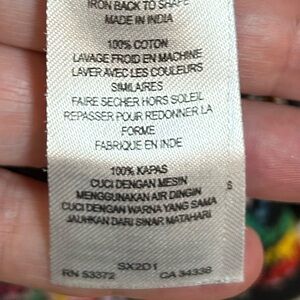 IRON BACK TO SHAPE
MADE IN INDIA
100% COTTON
LAVAGE FROID EN MACHINE
LAVER AVEC LES COULEURS
SIMILAIRES
FAIRE SECHER HORS SOLEIL
REPASSER POUR REDONNER LA
FORME
FABRIQUE EN INDE
100% KAPAS
CUCI DENGAN MESIN
MENGGUNAKAN AIR DINGIN
CUCI DENGAN WARNA YANG SAMA
JAUHKAN DARI SINAR MATAHARI
S
SX2D1
RN 53372 CA 34338